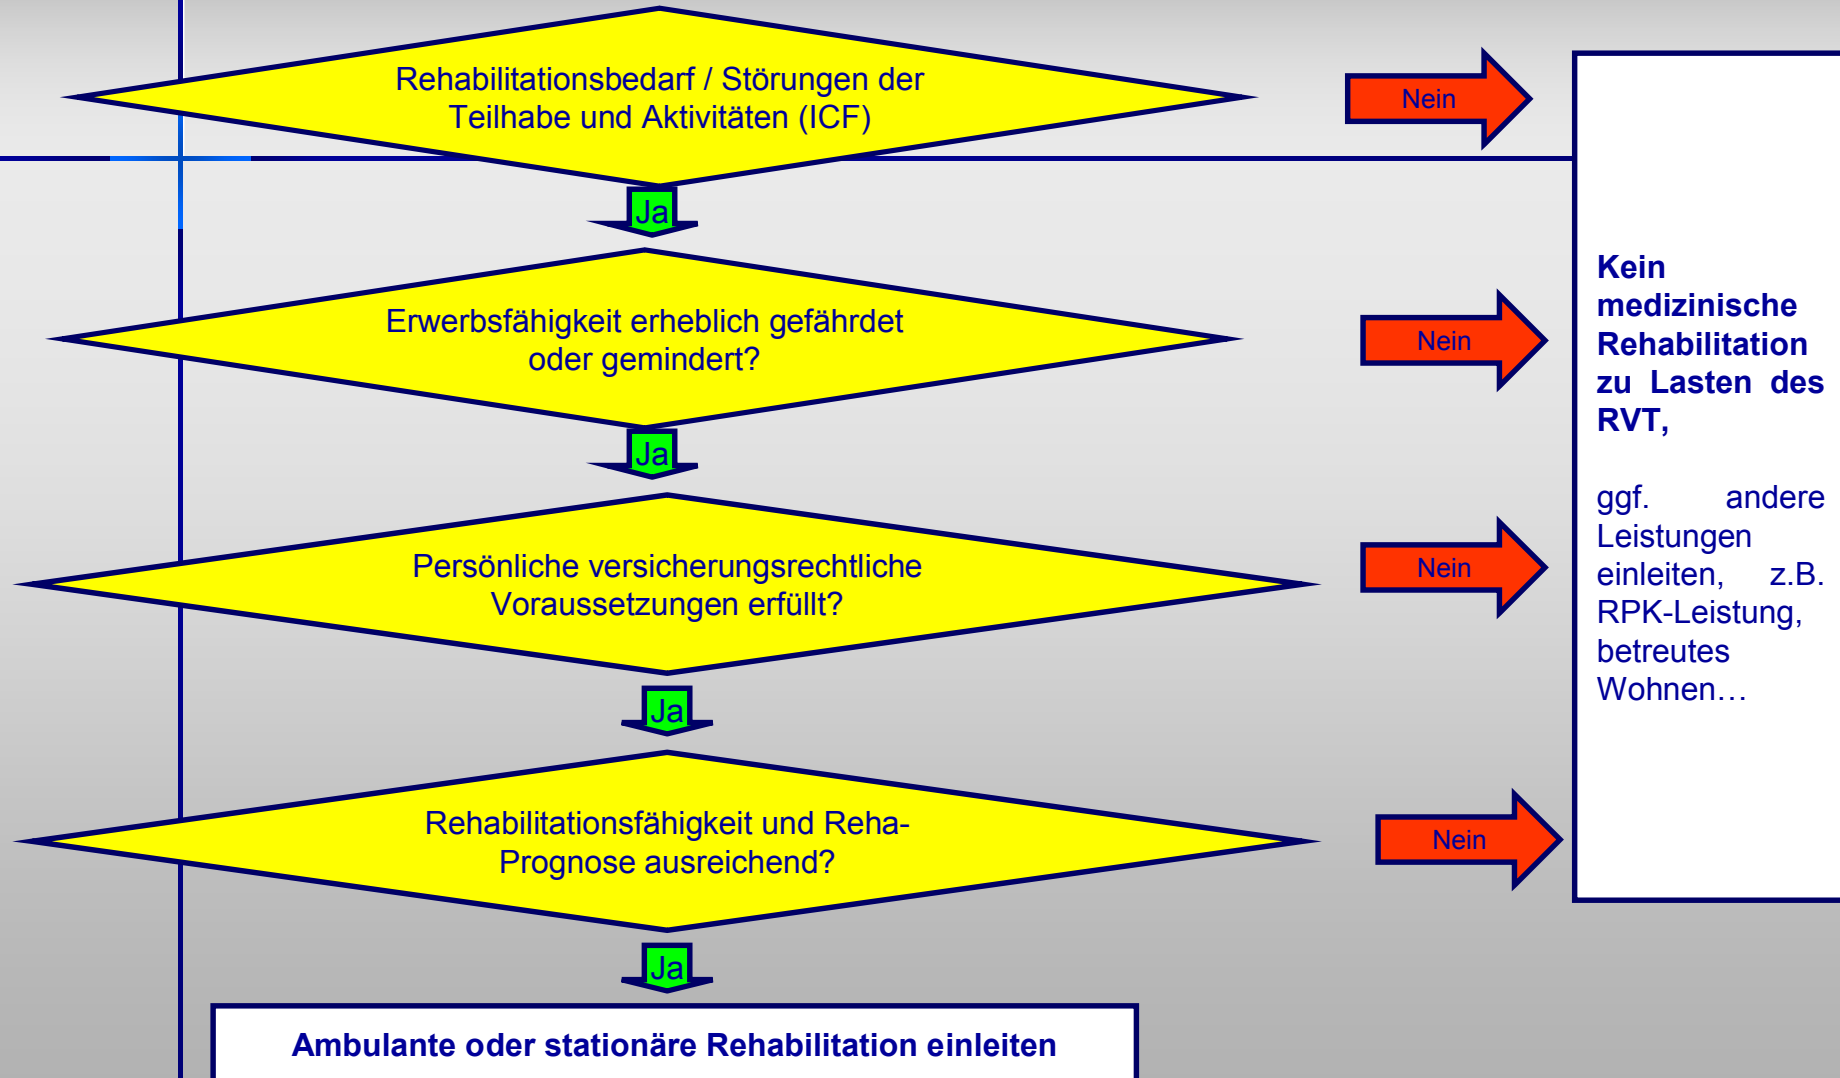 Rehabilitationsbedarf / Störungen der
Teilhabe und Aktivitäten (ICF)
Nein
Ja
Erwerbsfähigkeit erheblich gefährdet
oder gemindert?
Nein
Ja
Persönliche versicherungsrechtliche
Voraussetzungen erfüllt?
Nein
Ja
Rehabilitationsfähigkeit und Reha-
Prognose ausreichend?
Nein
Ja
Ambulante oder stationäre Rehabilitation einleiten
Kein
medizinische
Rehabilitation
zu Lasten des
RVT,
ggf. andere
Leistungen
einleiten, z.B.
RPK-Leistung,
betreutes
Wohnen…